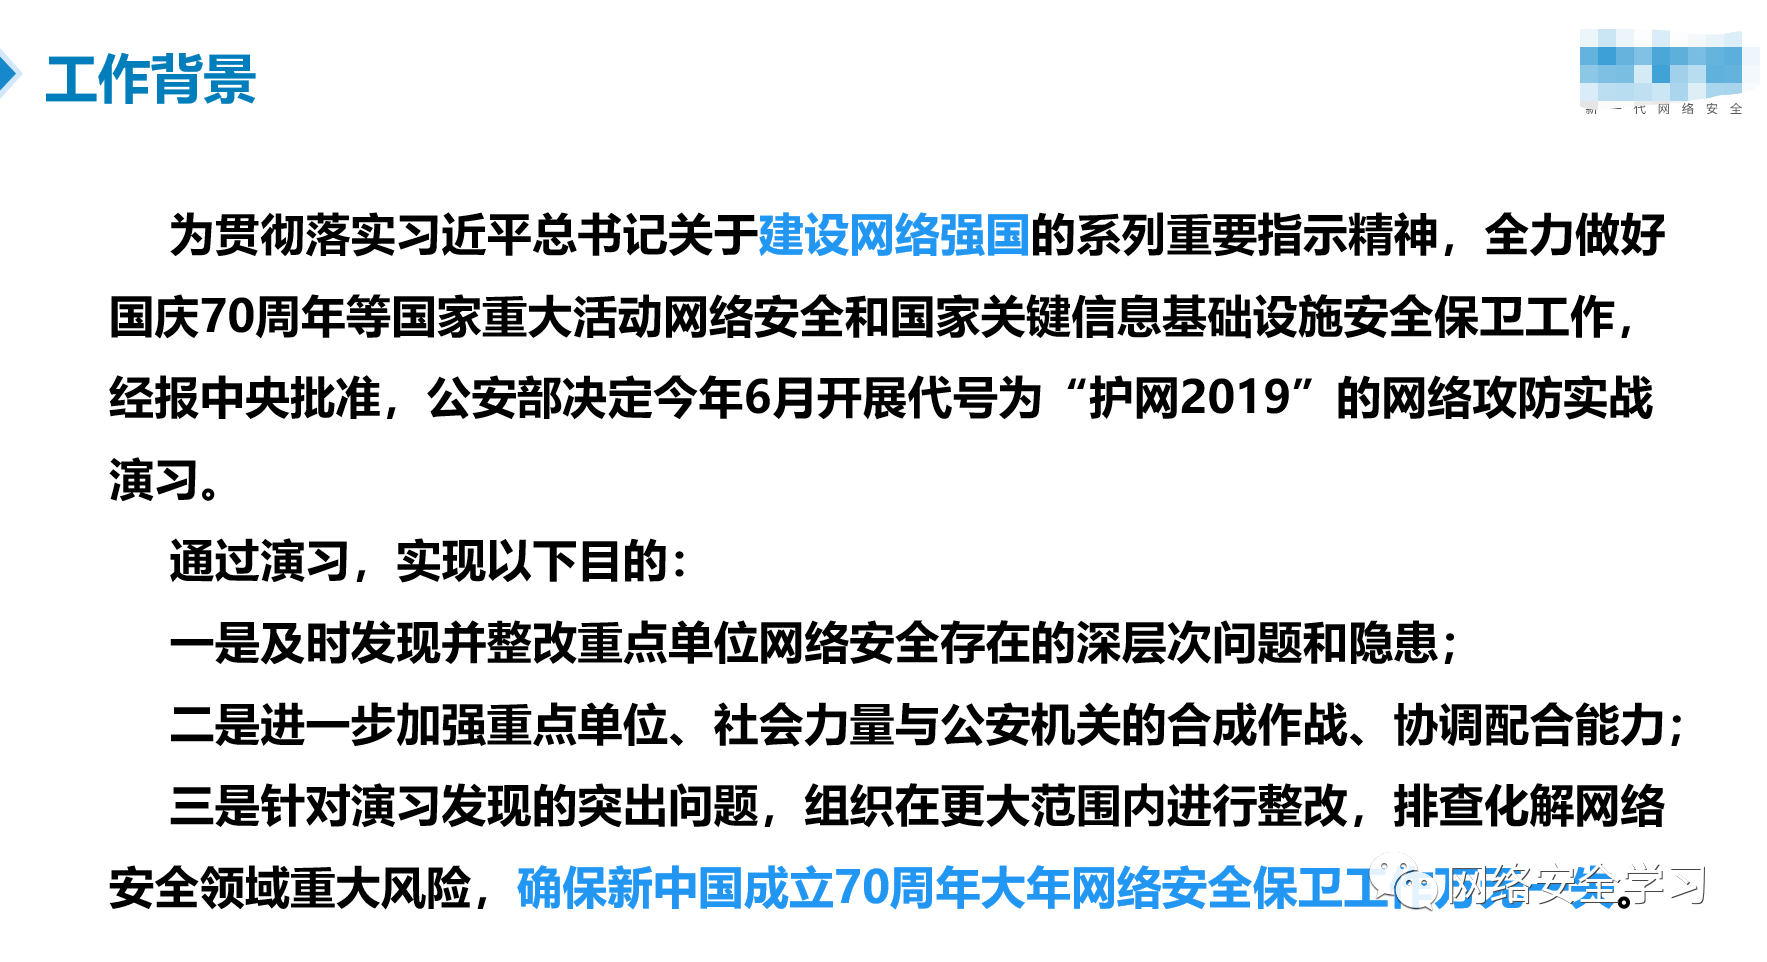 工作背景
新一代网络安全
为贯彻落实习近平总书记关于建设网络强国的系列重要指示精神，全力做好
国庆70周年等国家重大活动网络安全和国家关键信息基础设施安全保卫工作，
经报中央批准，公安部决定今年6月开展代号为“护网2019”的网络攻防实战
演习。
通过演习，实现以下目的：
一是及时发现并整改重点单位网络安全存在的深层次问题和隐患；
二是进一步加强重点单位、社会力量与公安机关的合成作战、协调配合能力；
三是针对演习发现的突出问题，组织在更大范围内进行整改，排查化解网络
安全领域重大风险，确保新中国成立70周年大年网络安全保卫工作万无一失。
网络安全学习